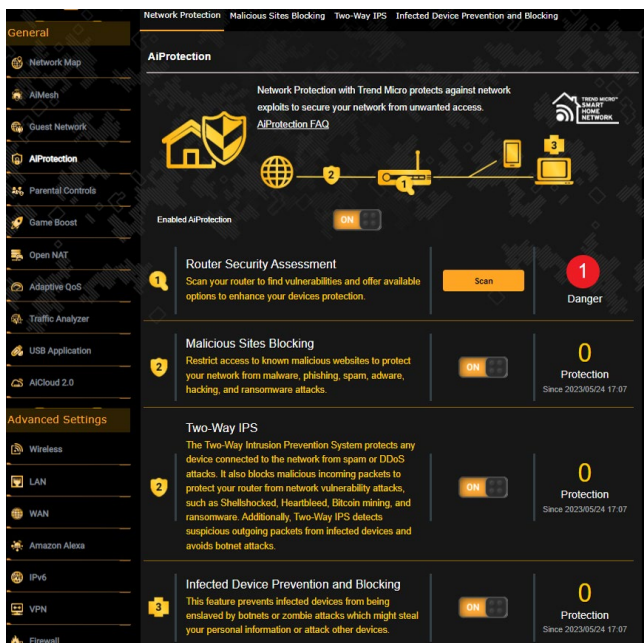 Network Protection Malicious Sites Blocking Two-Way IPS Infected Device Prevention and Blocking
General
Network Map
AiMesh
Guest Network
AiProtection
Parental Controls
Game Boost
Open NAT
Adaptive QoS
Traffic Analyzer
USB Application
AiCloud 2.0
Advanced Settings
Wireless
LAN
WAN
Amazon Alexa
IPv6
VPN
Firewall
AiProtection
Network Protection with Trend Micro protects against network
exploits to secure your network from unwanted access.
AiProtection FAQ
TREND MICRO™
SMART
HOME
NETWORK
3
2
1
Enabled AiProtection
ON
1
Router Security Assessment
Scan your router to find vulnerabilities and offer available
options to enhance your devices protection.
Scan
1
Danger
2
Malicious Sites Blocking
Restrict access to known malicious websites to protect
your network from malware, phishing, spam, adware,
hacking, and ransomware attacks.
ON
0
Protection
Since 2023/05/24 17:07
2
Two-Way IPS
The Two-Way Intrusion Prevention System protects any
device connected to the network from spam or DDoS
attacks. It also blocks malicious incoming packets to
protect your router from network vulnerability attacks,
such as Shellshocked, Heartbleed, Bitcoin mining, and
ransomware. Additionally, Two-Way IPS detects
suspicious outgoing packets from infected devices and
avoids botnet attacks.
ON
0
Protection
Since 2023/05/24 17:07
3
Infected Device Prevention and Blocking
This feature prevents infected devices from being
enslaved by botnets or zombie attacks which might steal
your personal information or attack other devices.
ON
0
Protection
Since 2023/05/24 17:07